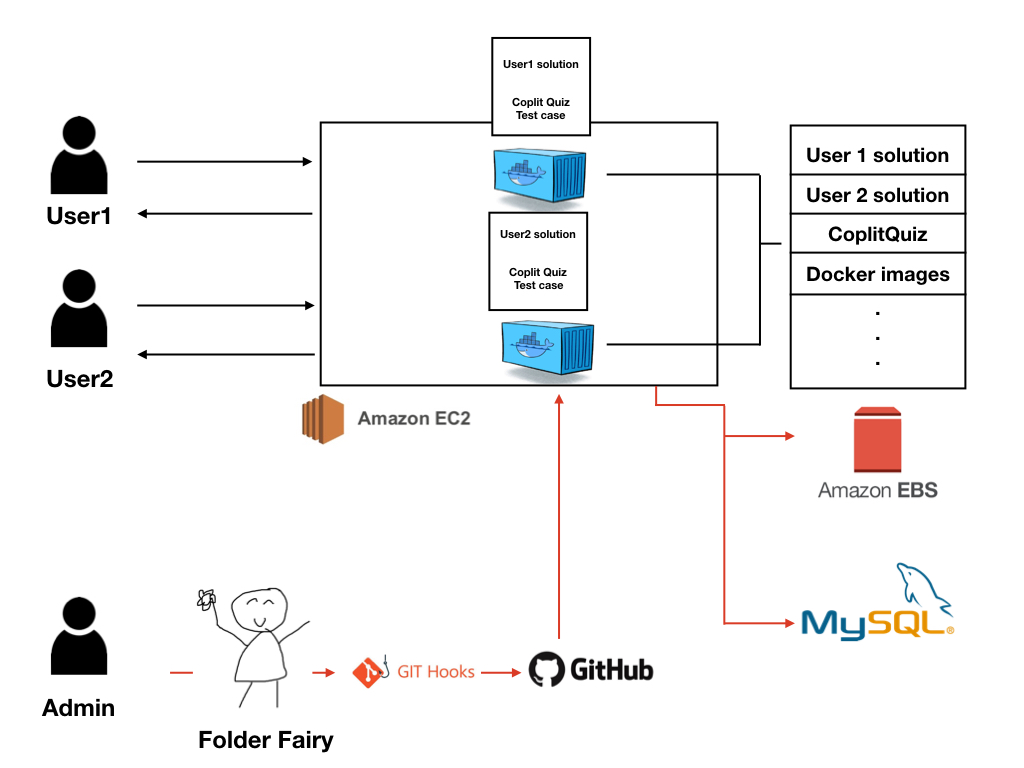 User1 solution
Coplit Quiz
Test case
User1
User 1 solution
User 2 solution
CoplitQuiz
Docker images
.
.
.
User2 solution
Coplit Quiz
Test case
User2
Amazon EC2
Amazon EBS
MySQL®
Admin
GIT Hooks
GitHub
Folder Fairy